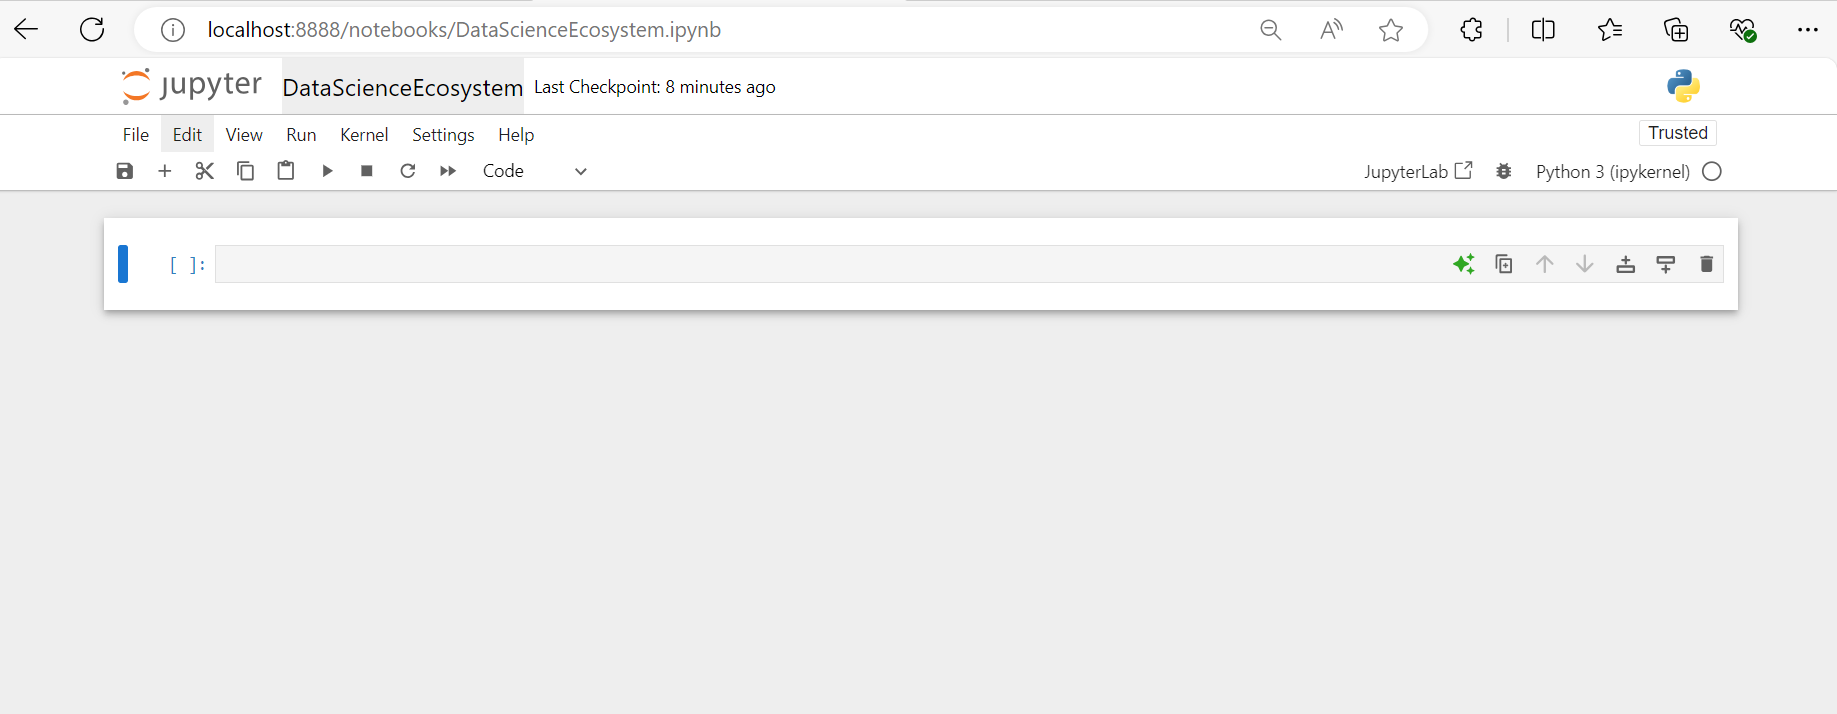 localhost:8888/notebooks/DataScienceEcosystem.ipynb
jupyter DataScienceEcosystem Last Checkpoint: 8 minutes ago
File Edit View Run Kernel Settings Help Trusted
Code JupyterLab Python 3 (ipykernel)
[ ]: